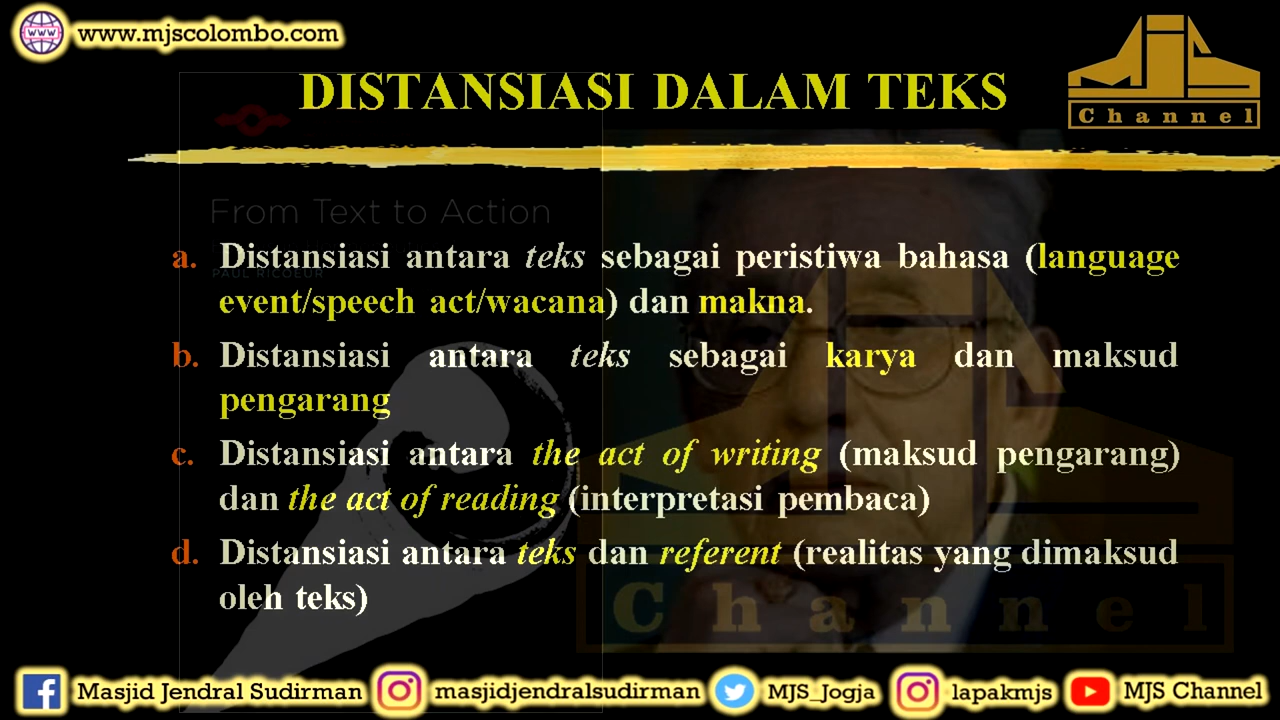 www.mjscolombo.com
MJS
Channel
DISTANSIASI DALAM TEKS
From Text to Action
PAUL RICOEUR
a. Distansiasi antara teks sebagai peristiwa bahasa (language
event/speech act/wacana) dan makna.
b. Distansiasi antara teks sebagai karya dan maksud
pengarang
c. Distansiasi antara the act of writing (maksud pengarang)
dan the act of reading (interpretasi pembaca)
d. Distansiasi antara teks dan referent (realitas yang dimaksud
oleh teks)
Channel
Masjid Jendral Sudirman masjidjendralsudirman MJS_Jogja lapakmjs MJS Channel